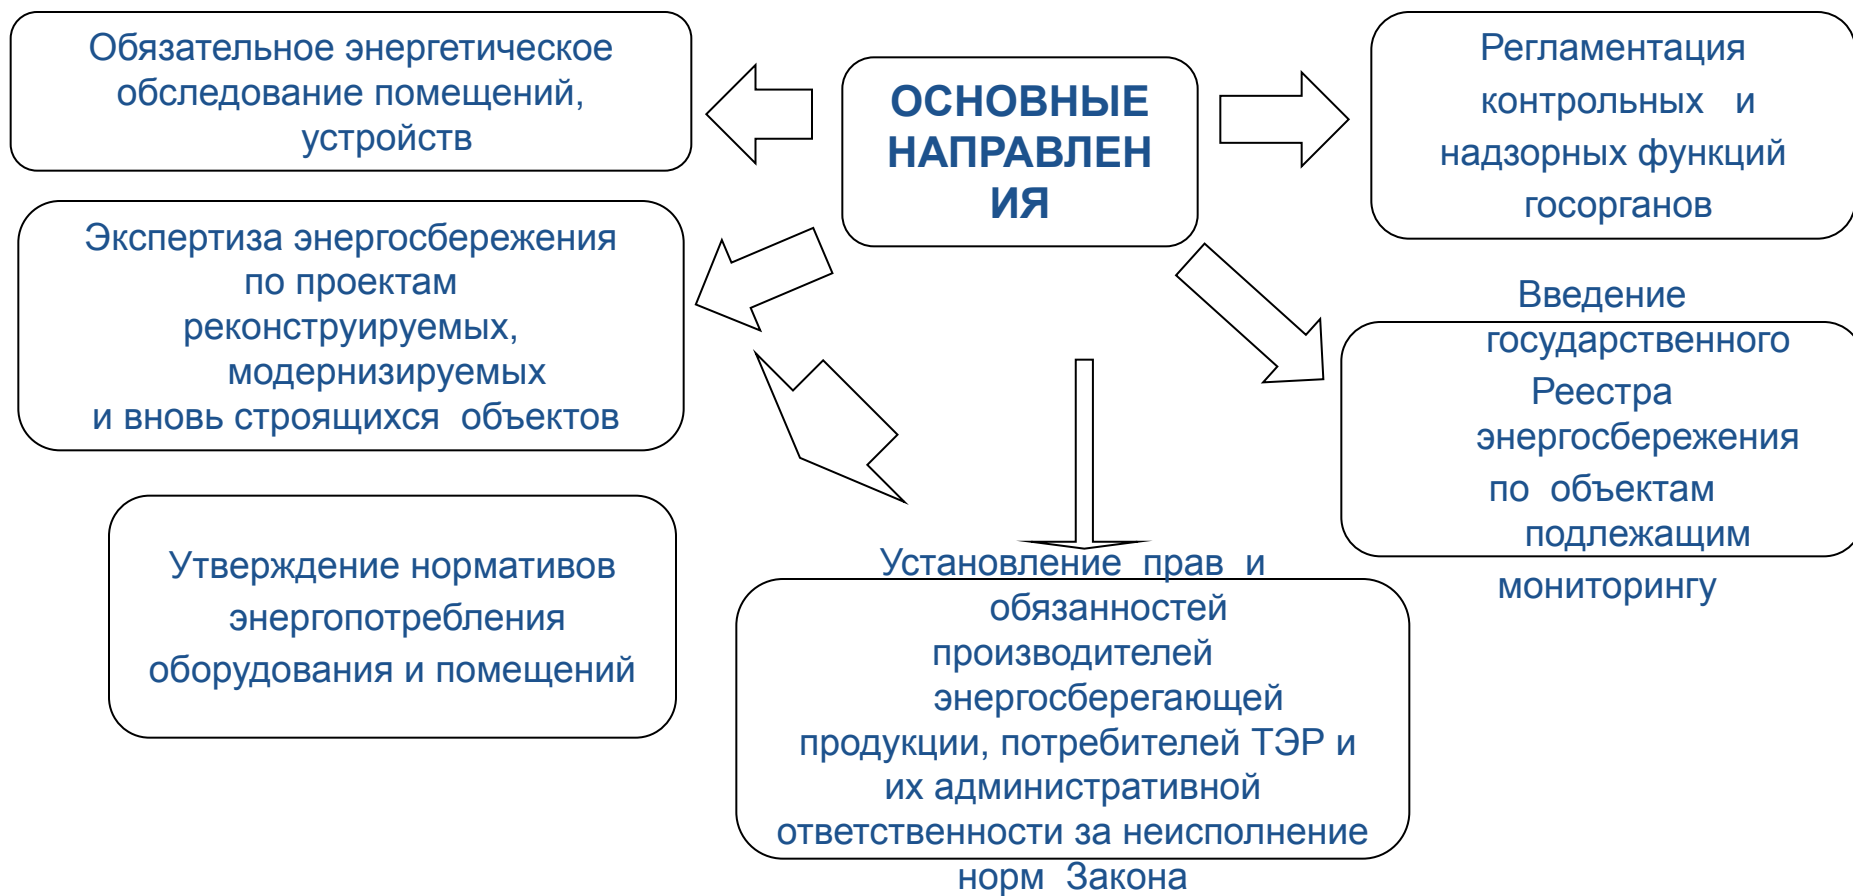 Обязательное энергетическое
обследование помещений,
устройств
ОСНОВНЫЕ
НАПРАВЛЕН
ИЯ
Регламентация
контрольных и
надзорных функций
госорганов
Экспертиза энергосбережения
по проектам
реконструируемых,
модернизируемых
и вновь строящихся объектов
Введение
государственного
Реестра
энергосбережения
по объектам
подлежащим
мониторингу
Утверждение нормативов
энергопотребления
оборудования и помещений
Установление прав и
обязанностей
производителей
энергосберегающей
продукции, потребителей ТЭР и
их административной
ответственности за неисполнение
норм Закона